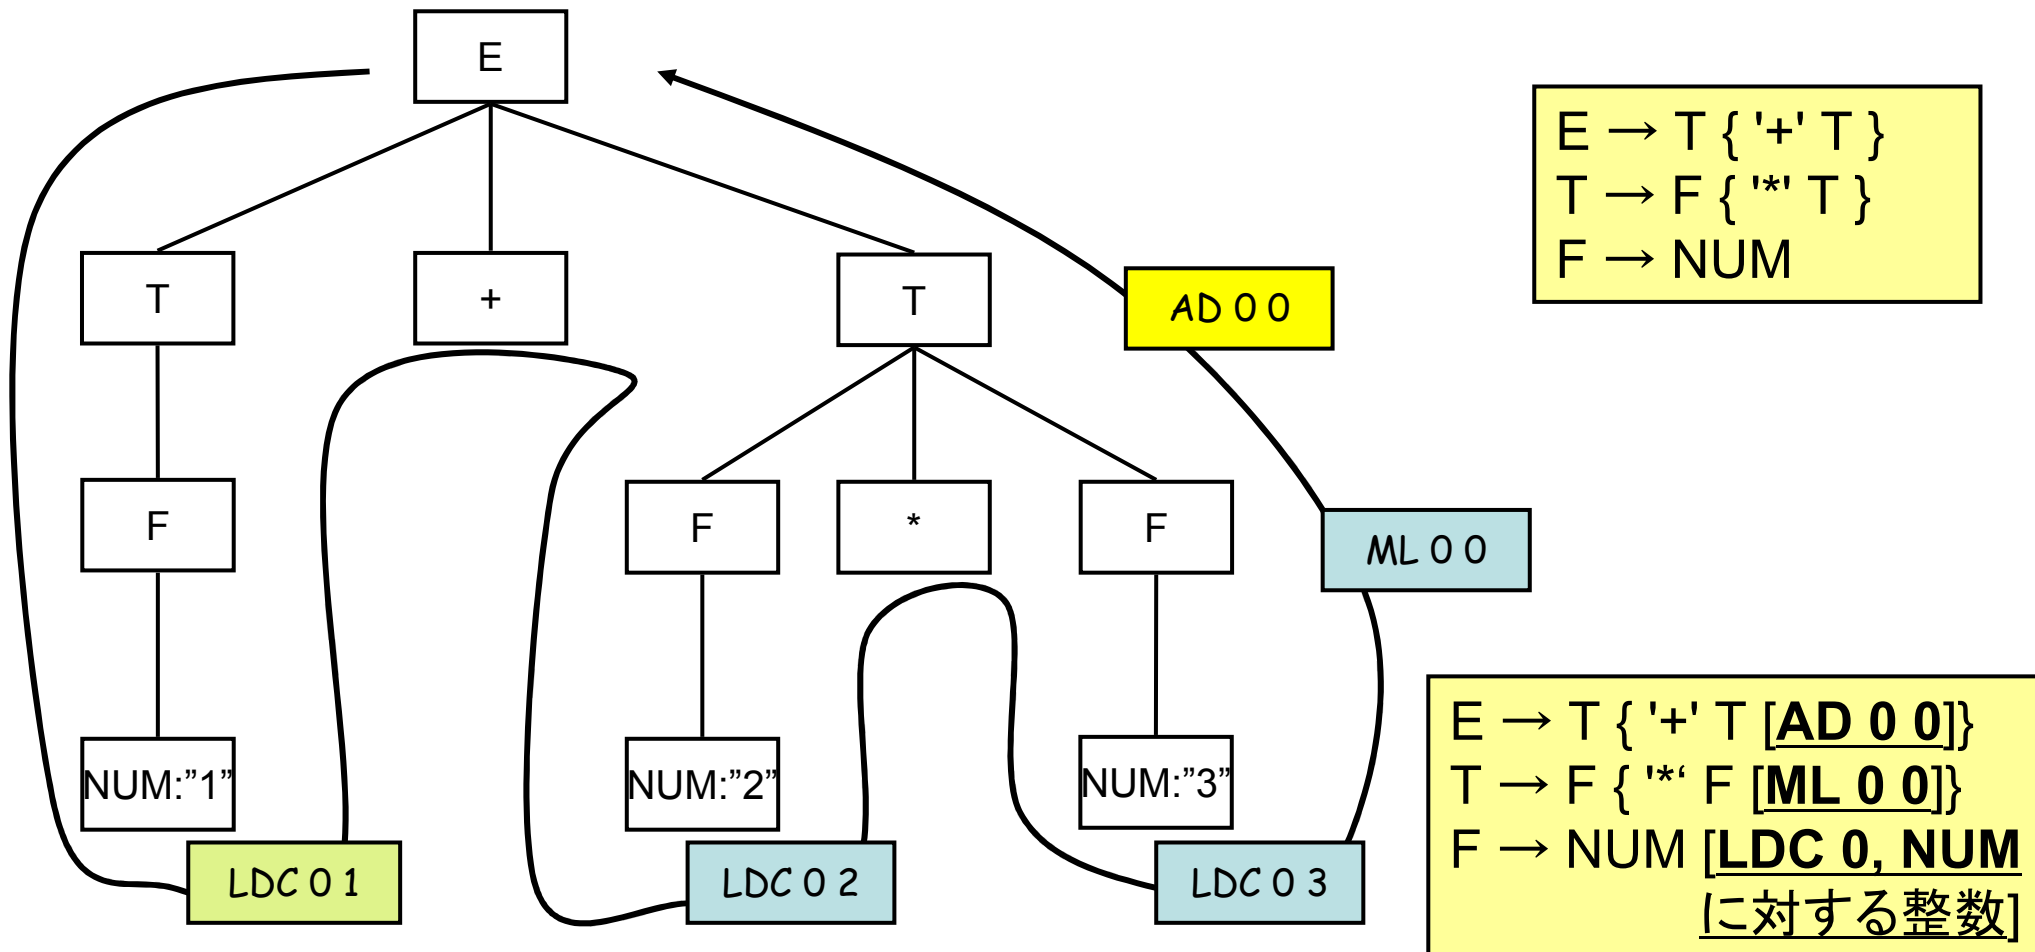 E
E → T { '+' T }
T → F { '*' T }
F → NUM
T
+
T
AD 0 0
F
F
*
F
ML 0 0
NUM:”1”
NUM:”2”
NUM:”3”
LDC 0 1
LDC 0 2
LDC 0 3
E → T { '+' T [AD 0 0]}
T → F { '*‘ F [ML 0 0]}
F → NUM [LDC 0, NUM
に対する整数]